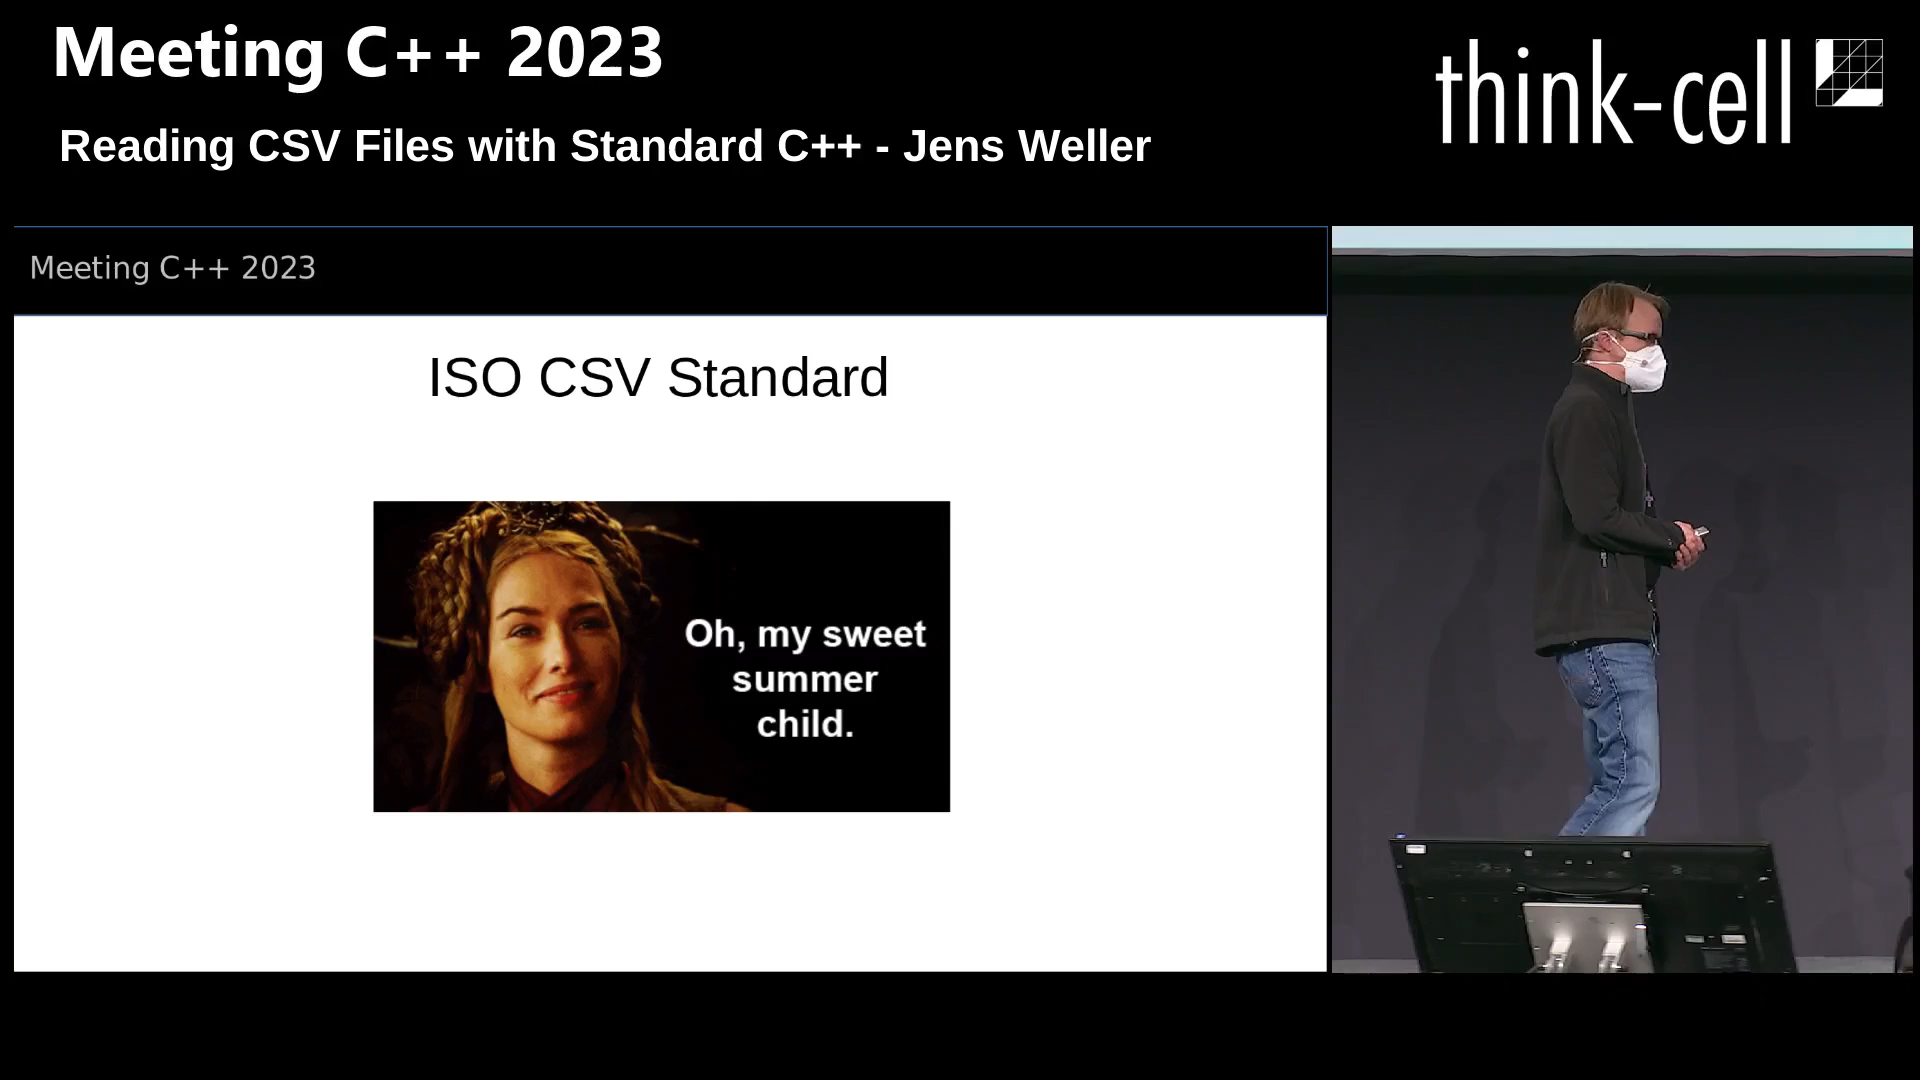 Meeting C++ 2023
think-cell
Reading CSV Files with Standard C++ - Jens Weller
Meeting C++ 2023
ISO CSV Standard
Oh, my sweet
summer
child.